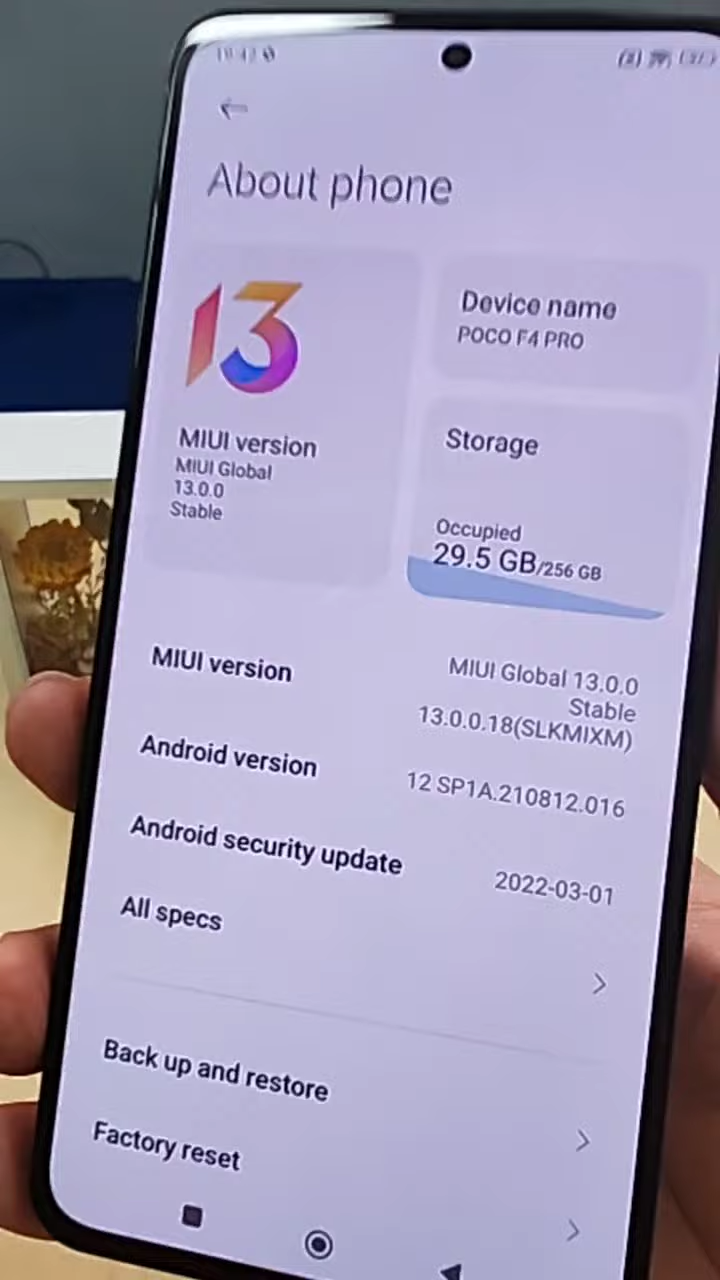 About phone
13
MIUI version
MIUI Global
13.0.0
Stable
Device name
POCO F4 PRO
Storage
Occupied
29.5 GB/256 GB
MIUI version
MIUI Global 13.0.0
Stable
13.0.0.18(SLKMIXM)
Android version
12 SP1A.210812.016
Android security update
2022-03-01
All specs
Back up and restore
Factory reset